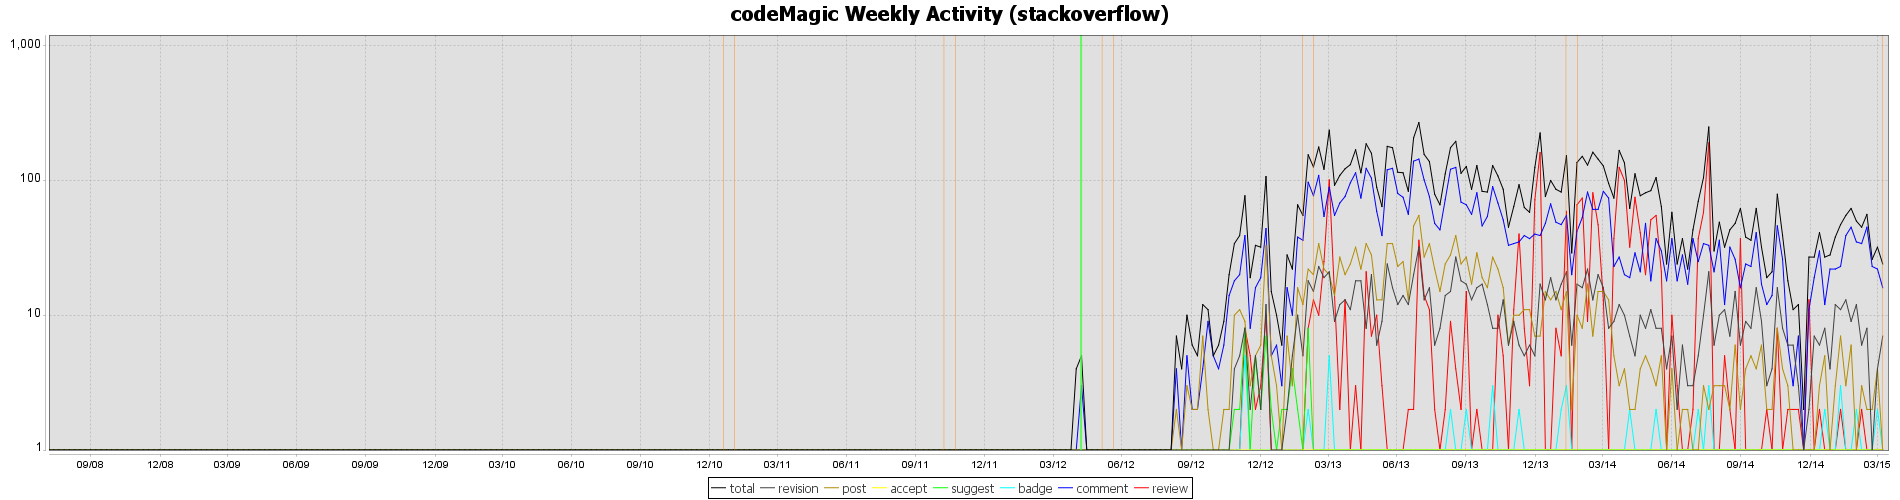 codeMagic Weekly Activity (stackoverflow)
1,000
100
10
1
09/08 12/08 03/09 06/09 09/09 12/09 03/10 06/10 09/10 12/10 03/11 06/11 09/11 12/11 03/12 06/12 09/12 12/12 03/13 06/13 09/13 12/13 03/14 06/14 09/14 12/14 03/15
total revision post accept suggest badge comment review